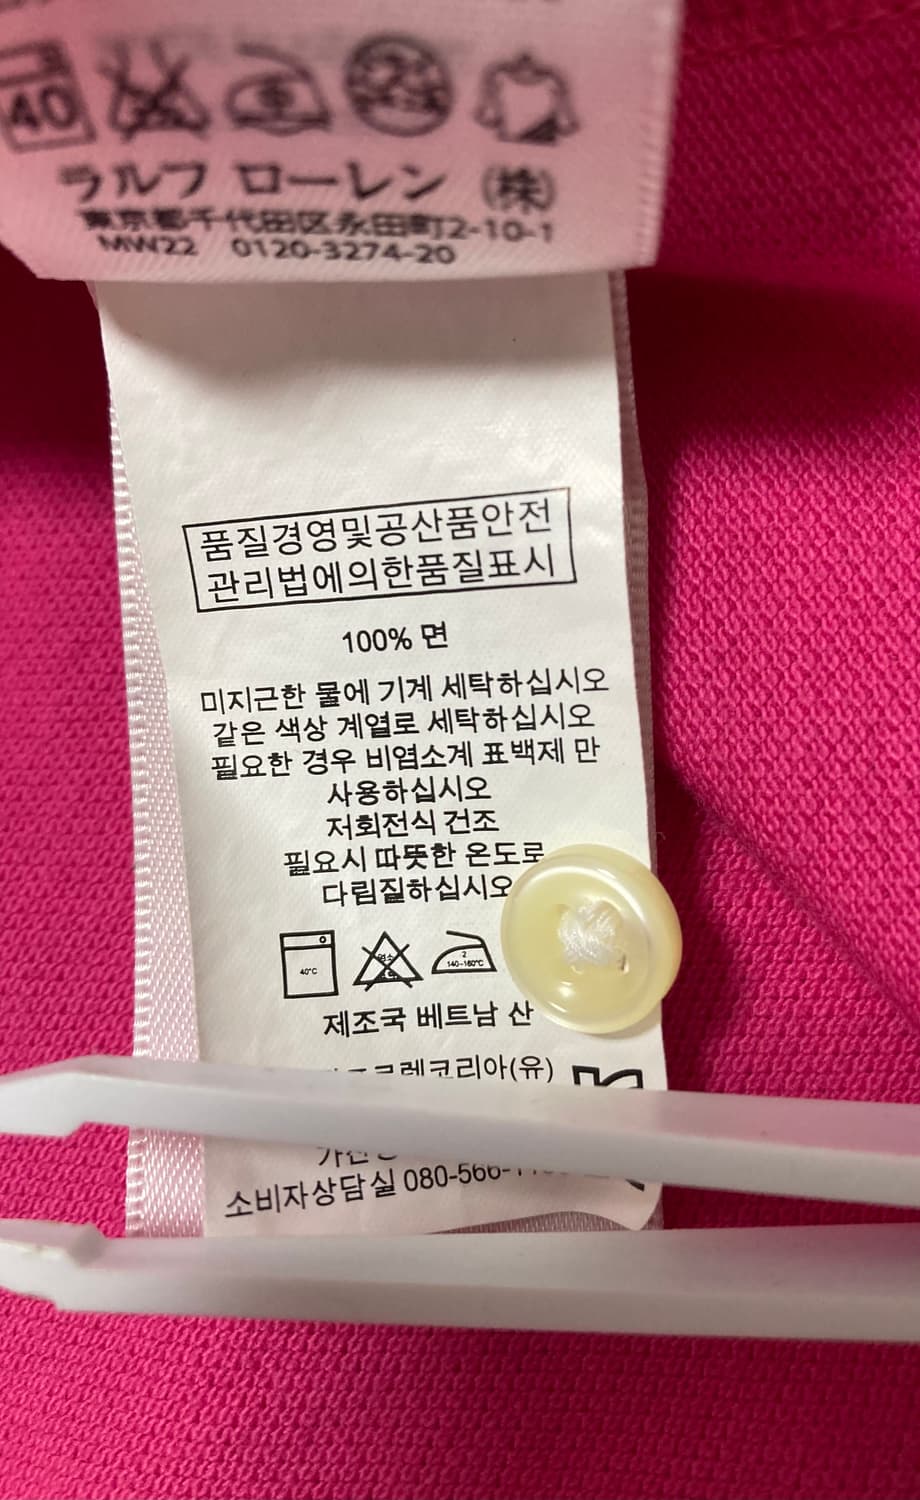 40
ラルフ ローレン (株)
東京都千代田区永田町2-10-1
MW22 0120-3274-20
품질경영및공산품안전
관리법에의한품질표시
100% 면
미지근한 물에 기계 세탁하십시오
같은 색상 계열로 세탁하십시오
필요한 경우 비염소계 표백제 만
사용하십시오
저회전식 건조
필요시 따뜻한 온도로
다림질하십시오
40°C
2
140-160°C
제조국 베트남 산
소비자상담실 080-566-